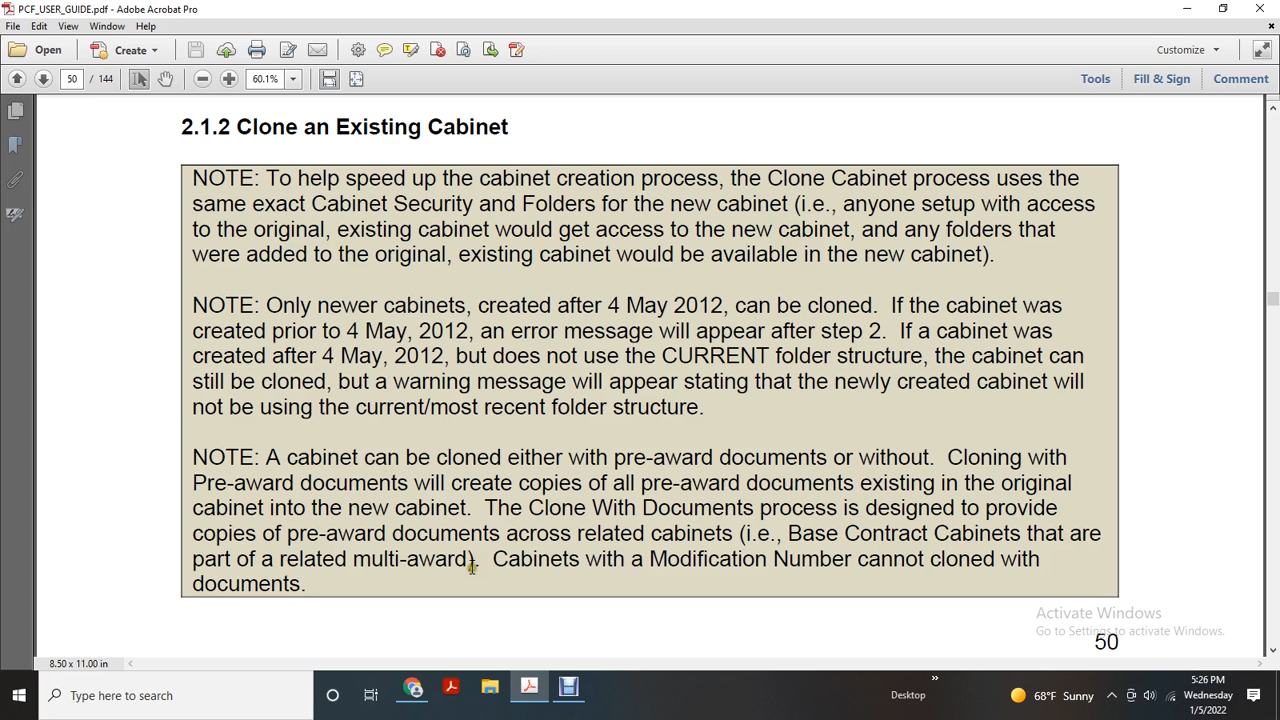 PCF_USER_GUIDE.pdf - Adobe Acrobat Pro
File Edit View Window Help
Open Create Customize
50 / 144 60.1% Tools Fill & Sign Comment
2.1.2 Clone an Existing Cabinet
NOTE: To help speed up the cabinet creation process, the Clone Cabinet process uses the
same exact Cabinet Security and Folders for the new cabinet (i.e., anyone setup with access
to the original, existing cabinet would get access to the new cabinet, and any folders that
were added to the original, existing cabinet would be available in the new cabinet).
NOTE: Only newer cabinets, created after 4 May 2012, can be cloned. If the cabinet was
created prior to 4 May, 2012, an error message will appear after step 2. If a cabinet was
created after 4 May, 2012, but does not use the CURRENT folder structure, the cabinet can
still be cloned, but a warning message will appear stating that the newly created cabinet will
not be using the current/most recent folder structure.
NOTE: A cabinet can be cloned either with pre-award documents or without. Cloning with
Pre-award documents will create copies of all pre-award documents existing in the original
cabinet into the new cabinet. The Clone With Documents process is designed to provide
copies of pre-award documents across related cabinets (i.e., Base Contract Cabinets that are
part of a related multi-award). Cabinets with a Modification Number cannot cloned with
documents.
Activate Windows
Go to Settings to activate Windows.
50
8.50 x 11.00 in
Type here to search
Desktop
68°F Sunny
5:26 PM
Wednesday
1/5/2022